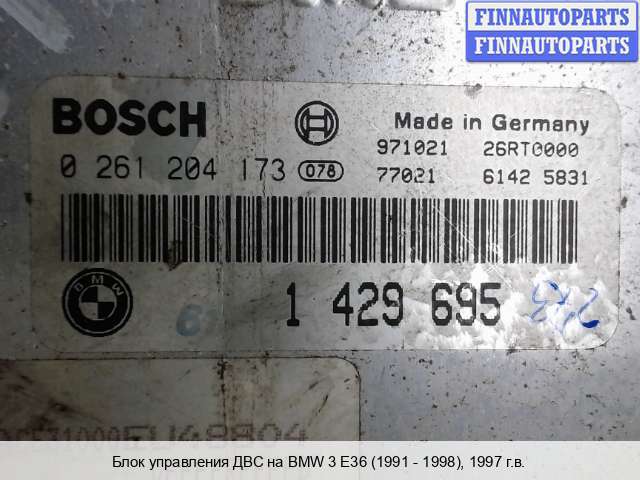 FINNAUTOPARTS
FINNAUTOPARTS
BOSCH
Made in Germany
971021 26RT0000
0 261 204 173 078
77021 6142 5831
BMW
1 429 695
Блок управления ДВС на BMW 3 E36 (1991 - 1998), 1997 г.в.